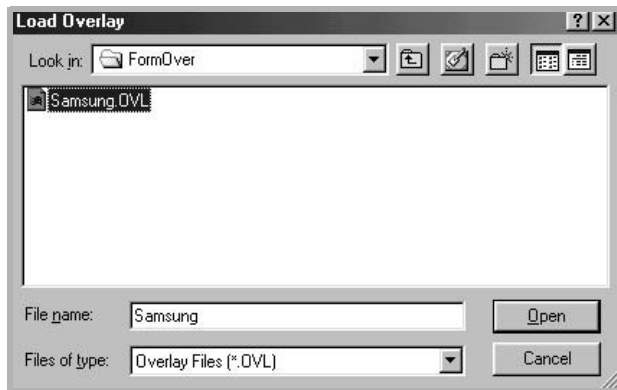 Load Overlay
Look in: FormOver
Samsung.OVL
File name: Samsung Open
Files of type: Overlay Files (*.OVL) Cancel